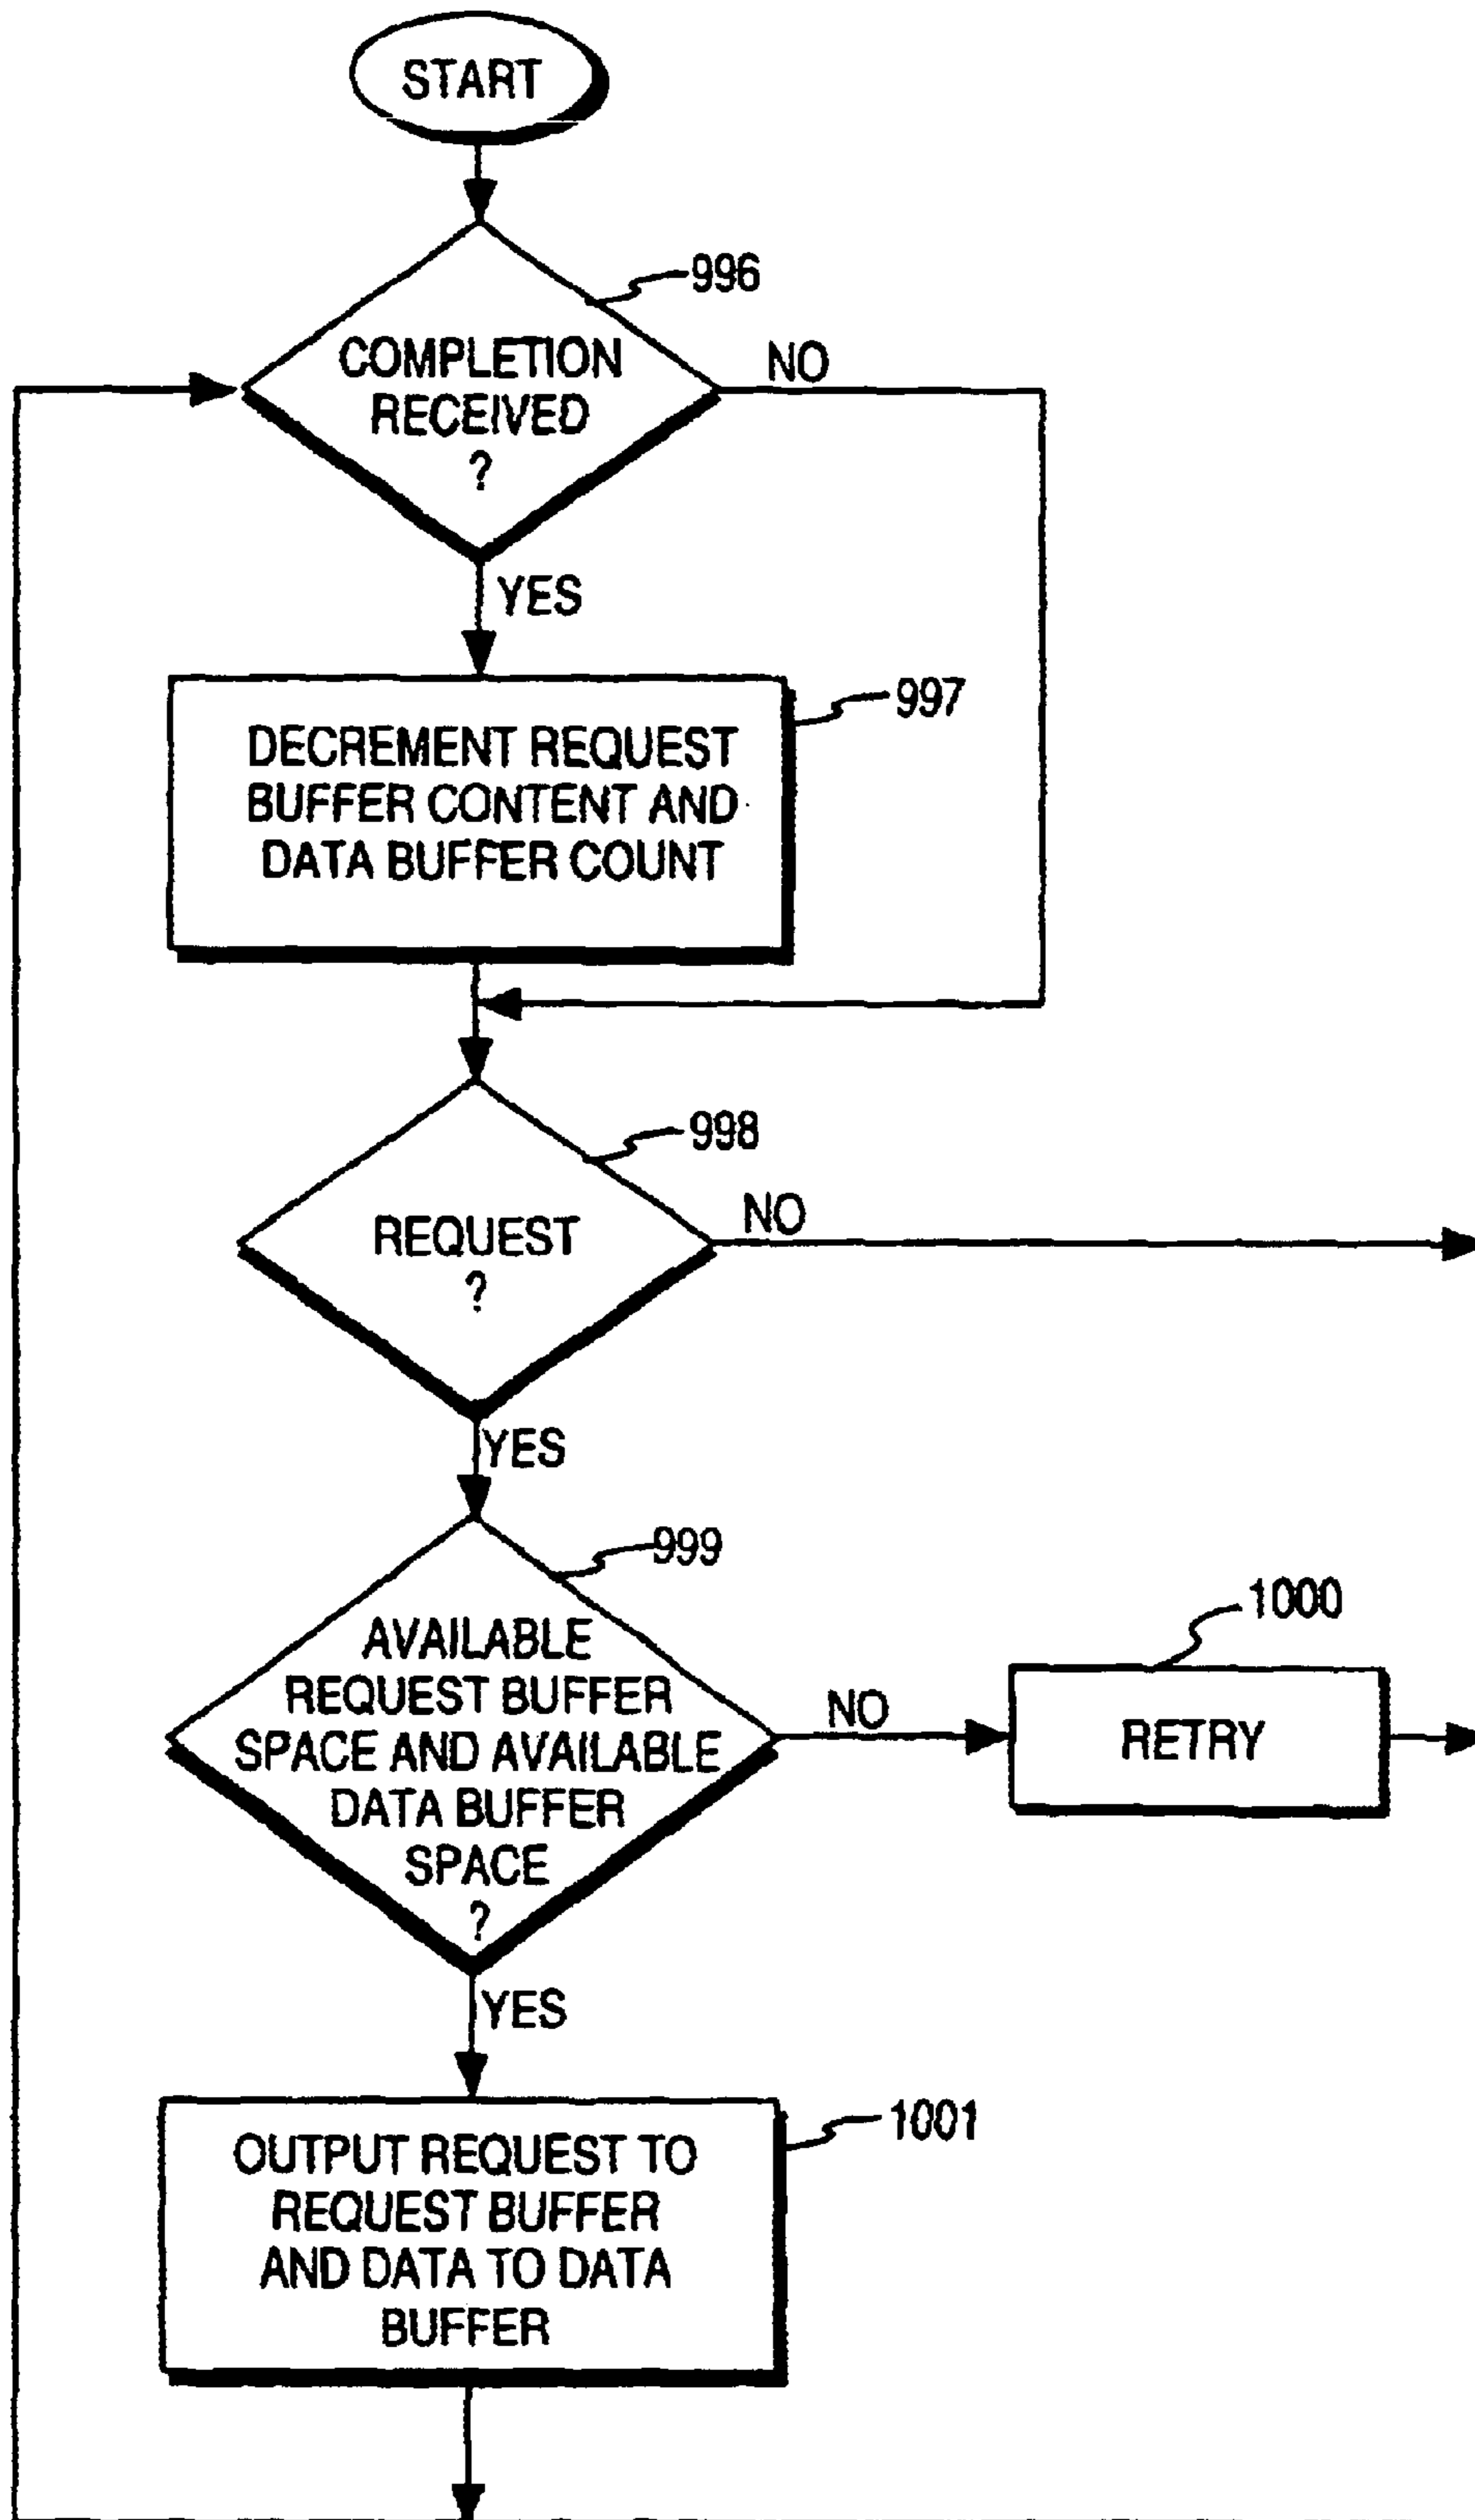 START
996
COMPLETION
RECEIVED
?
NO
YES
997
DECREMENT REQUEST
BUFFER CONTENT AND
DATA BUFFER COUNT
998
REQUEST
?
NO
YES
999
AVAILABLE
REQUEST BUFFER
SPACE AND AVAILABLE
DATA BUFFER
SPACE
?
NO
1000
RETRY
YES
1001
OUTPUT REQUEST TO
REQUEST BUFFER
AND DATA TO DATA
BUFFER